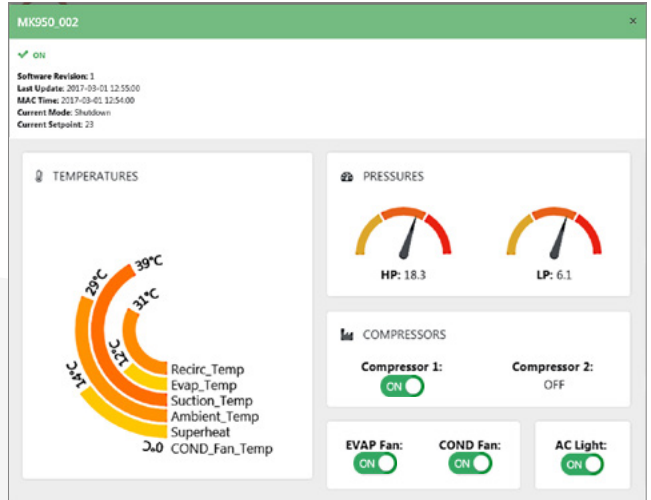 MK950_002
×
ON
Software Revision: 1
Last Update: 2017-03-01 12:55:00
MAC Time: 2017-03-01 12:54:00
Current Mode: Shutdown
Current Setpoint: 23
TEMPERATURES
39°C
29°C
31°C
12°C
14°C
0°C
Recirc_Temp
Evap_Temp
Suction_Temp
Ambient_Temp
Superheat
COND_Fan_Temp
PRESSURES
HP: 18.3
LP: 6.1
COMPRESSORS
Compressor 1:
ON
Compressor 2:
OFF
EVAP Fan:
ON
COND Fan:
ON
AC Light:
ON